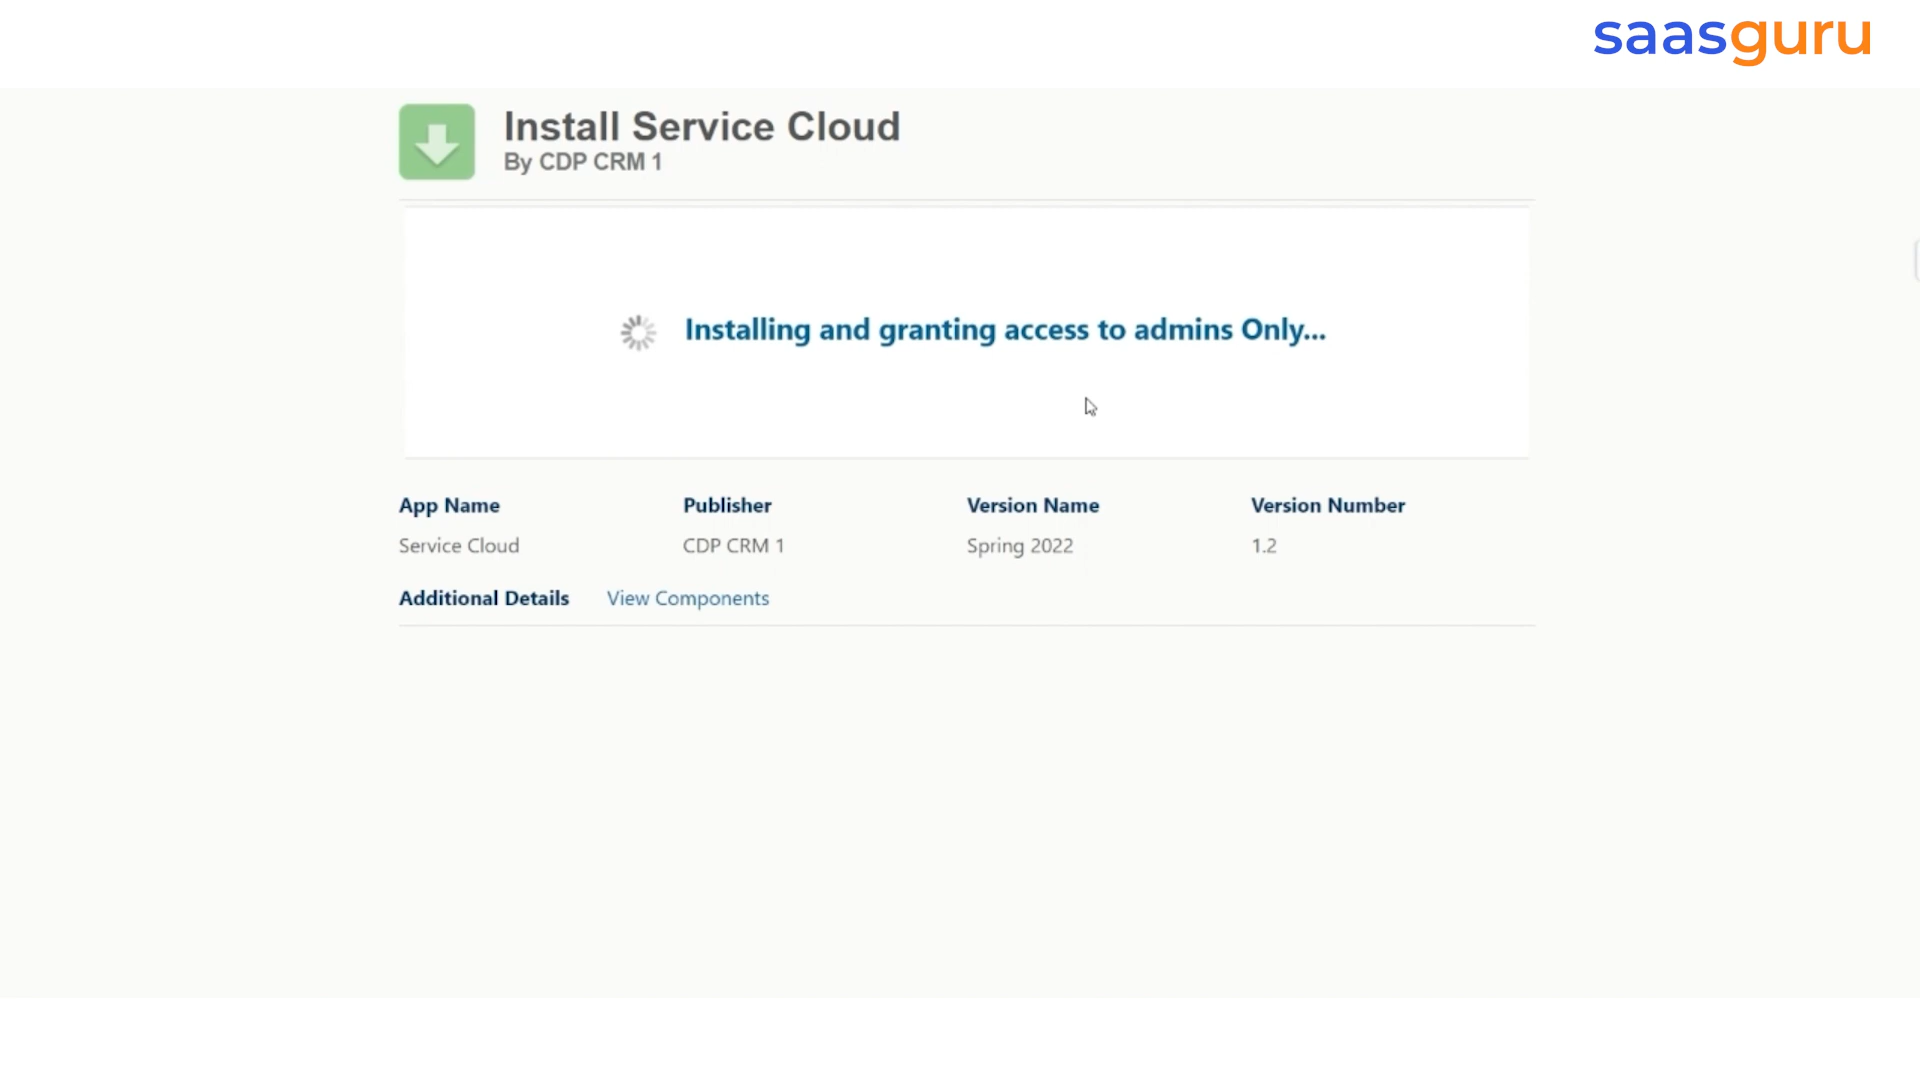 saasguru
Install Service Cloud
By CDP CRM 1
Installing and granting access to admins Only...
App Name Publisher Version Name Version Number
Service Cloud CDP CRM 1 Spring 2022 1.2
Additional Details View Components